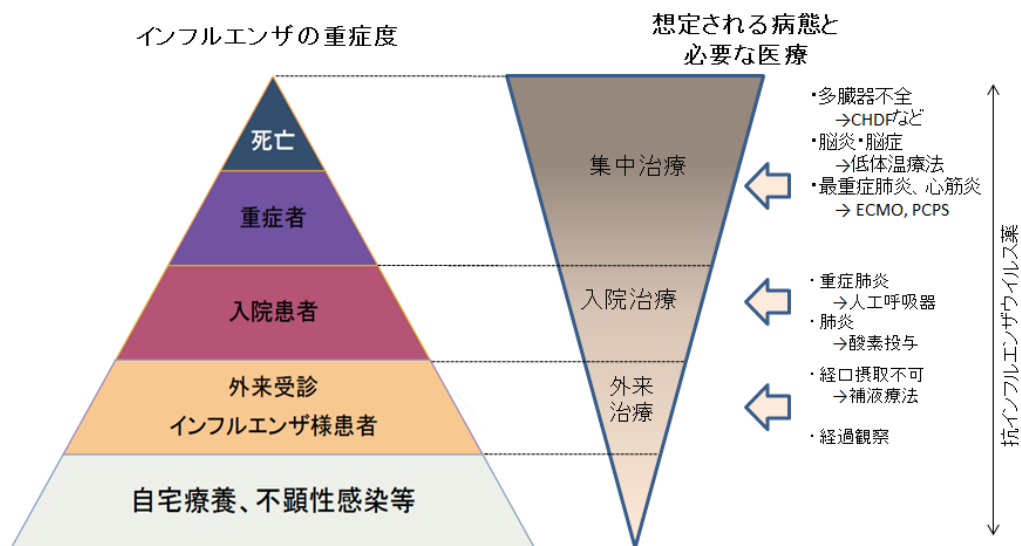 インフルエンザの重症度
死亡
重症者
入院患者
外来受診
インフルエンザ様患者
自宅療養、不顕性感染等
想定される病態と
必要な医療
集中治療
入院治療
外来
治療
・多臓器不全
→CHDFなど
・脳炎・脳症
→低体温療法
・最重症肺炎、心筋炎
→ ECMO, PCPS
・重症肺炎
→人工呼吸器
・肺炎
→酸素投与
・経口摂取不可
→補液療法
・経過観察
抗インフルエンザウイルス薬